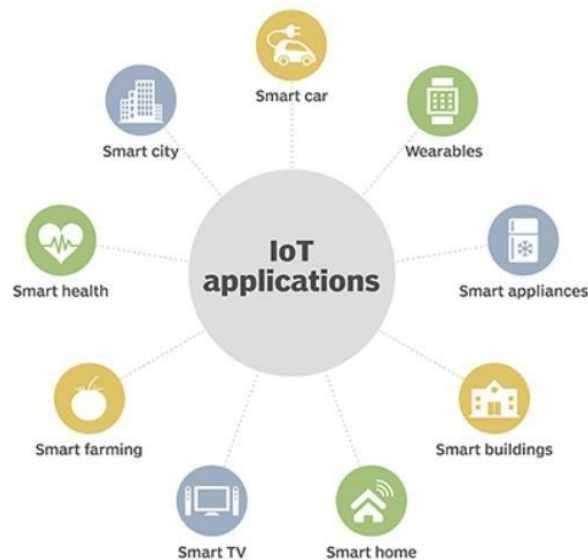 Smart car
Wearables
Smart city
Smart appliances
Smart health
IoT
applications
Smart buildings
Smart farming
Smart home
Smart TV